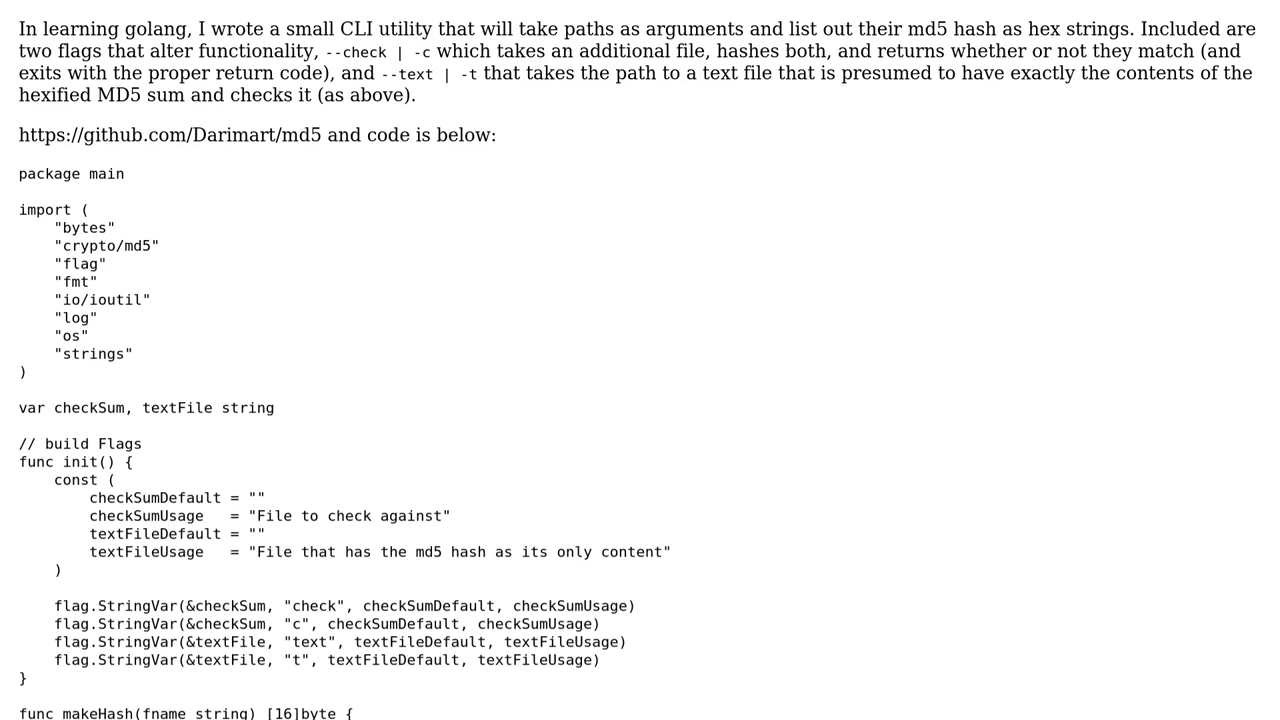 In learning golang, I wrote a small CLI utility that will take paths as arguments and list out their md5 hash as hex strings. Included are
two flags that alter functionality, --check | -c which takes an additional file, hashes both, and returns whether or not they match (and
exits with the proper return code), and --text | -t that takes the path to a text file that is presumed to have exactly the contents of the
hexified MD5 sum and checks it (as above).

https://github.com/Darimart/md5 and code is below:

package main

import (
    "bytes"
    "crypto/md5"
    "flag"
    "fmt"
    "io/ioutil"
    "log"
    "os"
    "strings"
)

var checkSum, textFile string

// build Flags
func init() {
    const (
        checkSumDefault = ""
        checkSumUsage   = "File to check against"
        textFileDefault = ""
        textFileUsage   = "File that has the md5 hash as its only content"
    )

    flag.StringVar(&checkSum, "check", checkSumDefault, checkSumUsage)
    flag.StringVar(&checkSum, "c", checkSumDefault, checkSumUsage)
    flag.StringVar(&textFile, "text", textFileDefault, textFileUsage)
    flag.StringVar(&textFile, "t", textFileDefault, textFileUsage)
}

func makeHash(fname string) [16]byte {